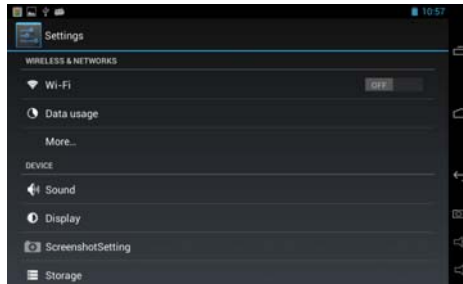 10:57
Settings
WIRELESS & NETWORKS
Wi-Fi
OFF
Data usage
More...
DEVICE
Sound
Display
ScreenshotSetting
Storage